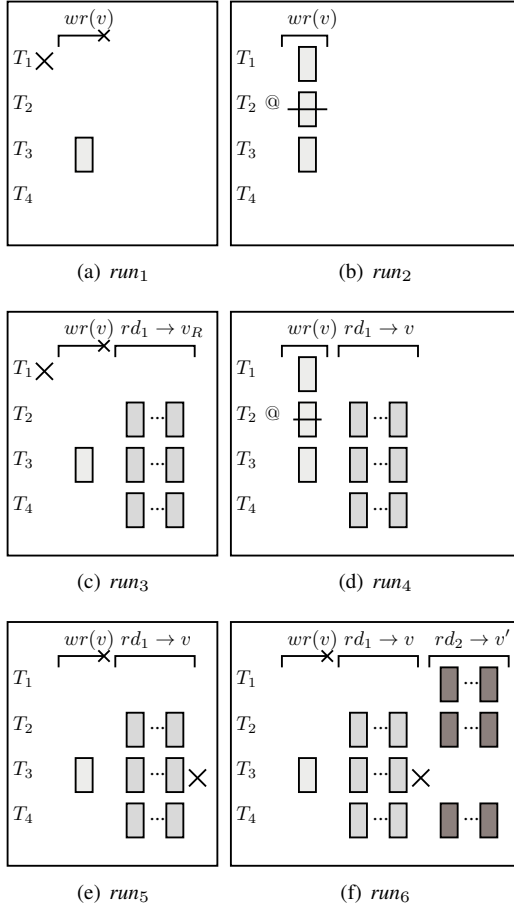 wr(v) wr(v)
T₁ T₁
T₂ T₂ @
T₃ T₃
T₄ T₄
(a) run₁ (b) run₂
wr(v) rd₁ → v_R wr(v) rd₁ → v
T₁ T₁
T₂ ... T₂ @ ...
T₃ ... T₃ ...
T₄ ... T₄ ...
(c) run₃ (d) run₄
wr(v) rd₁ → v wr(v) rd₁ → v rd₂ → v′
T₁ T₁ ...
T₂ ... T₂ ... ...
T₃ ... T₃ ...
T₄ ... T₄ ... ...
(e) run₅ (f) run₆